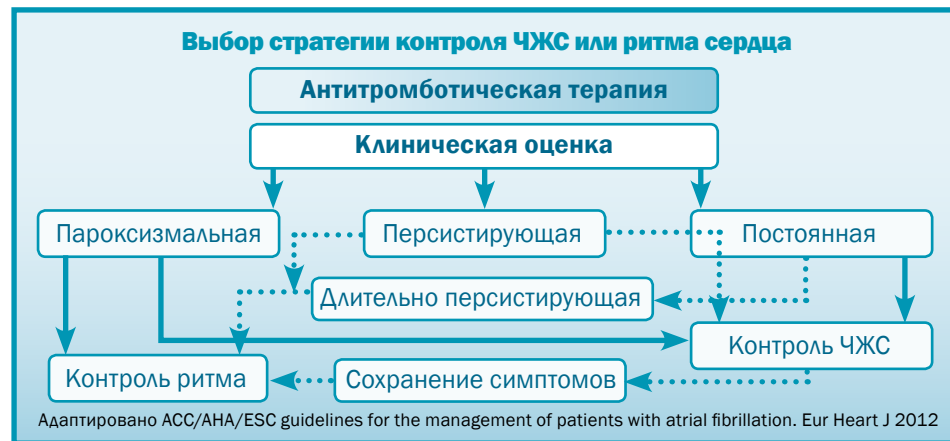 Выбор стратегии контроля ЧЖС или ритма сердца
Антитромботическая терапия
Клиническая оценка
Пароксизмальная
Персистирующая
Постоянная
Длительно персистирующая
Контроль ЧЖС
Контроль ритма
Сохранение симптомов
Адаптировано ACC/AHA/ESC guidelines for the management of patients with atrial fibrillation. Eur Heart J 2012